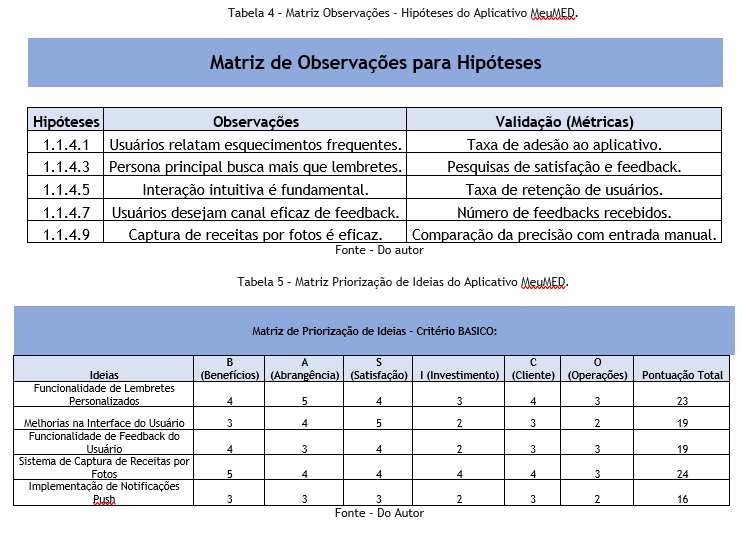 Tabela 4 – Matriz Observações - Hipóteses do Aplicativo MeuMED.
Matriz de Observações para Hipóteses
Hipóteses Observações Validação (Métricas)
1.1.4.1 Usuários relatam esquecimentos frequentes. Taxa de adesão ao aplicativo.
1.1.4.3 Persona principal busca mais que lembretes. Pesquisas de satisfação e feedback.
1.1.4.5 Interação intuitiva é fundamental. Taxa de retenção de usuários.
1.1.4.7 Usuários desejam canal eficaz de feedback. Número de feedbacks recebidos.
1.1.4.9 Captura de receitas por fotos é eficaz. Comparação da precisão com entrada manual.
Fonte – Do autor
Tabela 5 – Matriz Priorização de Ideias do Aplicativo MeuMED.
Matriz de Priorização de Ideias – Critério BASICO:
Ideias B (Benefícios) A (Abrangência) S (Satisfação) I (Investimento) C (Cliente) O (Operações) Pontuação Total
Funcionalidade de Lembretes
Personalizados 4 5 4 3 4 3 23
Melhorias na Interface do Usuário 3 4 5 2 3 2 19
Funcionalidade de Feedback do
Usuário 4 3 4 2 3 3 19
Sistema de Captura de Receitas por
Fotos 5 4 4 4 4 3 24
Implementação de Notificações
Push 3 3 3 2 3 2 16
Fonte – Do Autor